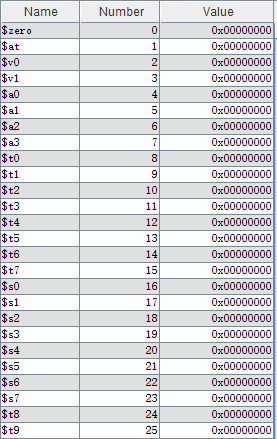 Name Number Value
$zero 0 0x00000000
$at 1 0x00000000
$v0 2 0x00000000
$v1 3 0x00000000
$a0 4 0x00000000
$a1 5 0x00000000
$a2 6 0x00000000
$a3 7 0x00000000
$t0 8 0x00000000
$t1 9 0x00000000
$t2 10 0x00000000
$t3 11 0x00000000
$t4 12 0x00000000
$t5 13 0x00000000
$t6 14 0x00000000
$t7 15 0x00000000
$s0 16 0x00000000
$s1 17 0x00000000
$s2 18 0x00000000
$s3 19 0x00000000
$s4 20 0x00000000
$s5 21 0x00000000
$s6 22 0x00000000
$s7 23 0x00000000
$t8 24 0x00000000
$t9 25 0x00000000